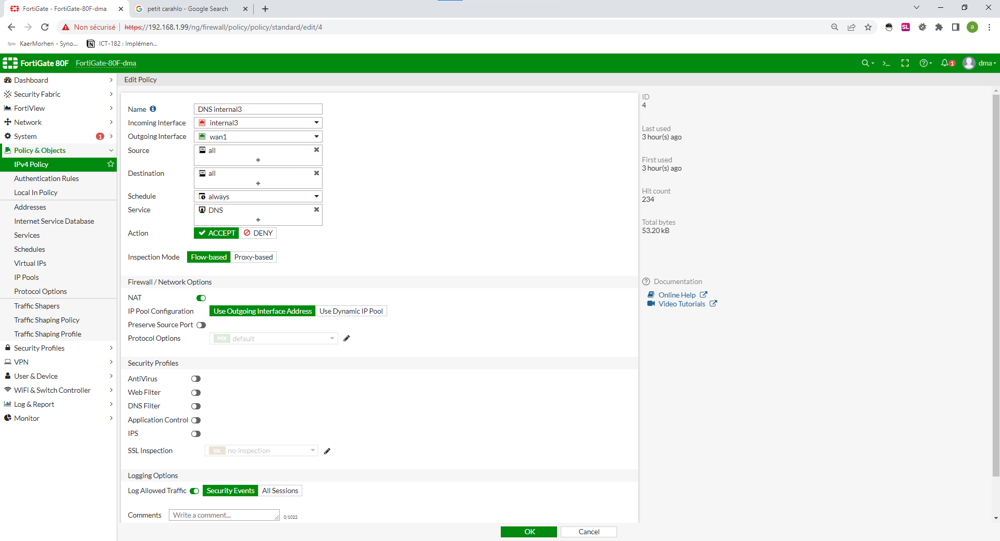 FortiGate - FortiGate-80F-dma
petit carahlo - Google Search
Non sécurisé
https://192.168.1.99/ng/firewall/policy/policy/standard/edit/4
SL
a
Sync KaerMorhen - Syno...
ICT-182 : Implémen...
FortiGate 80F
FortiGate-80F-dma
1
dma
Dashboard
Security Fabric
FortiView
Network
System
1
Policy & Objects
IPv4 Policy
Authentication Rules
Local In Policy
Addresses
Internet Service Database
Services
Schedules
Virtual IPs
IP Pools
Protocol Options
Traffic Shapers
Traffic Shaping Policy
Traffic Shaping Profile
Security Profiles
VPN
User & Device
WiFi & Switch Controller
Log & Report
Monitor
Edit Policy
Name DNS internal3
Incoming Interface internal3
Outgoing Interface wan1
Source all
+
Destination all
+
Schedule always
Service DNS
+
Action ACCEPT DENY
Inspection Mode Flow-based Proxy-based
Firewall / Network Options
NAT
IP Pool Configuration Use Outgoing Interface Address Use Dynamic IP Pool
Preserve Source Port
Protocol Options PRX default
Security Profiles
AntiVirus
Web Filter
DNS Filter
Application Control
IPS
SSL Inspection SSL no-inspection
Logging Options
Log Allowed Traffic Security Events All Sessions
Comments Write a comment... 0/1023
OK Cancel
ID
4
Last used
3 hour(s) ago
First used
3 hour(s) ago
Hit count
234
Total bytes
53.20 kB
Documentation
Online Help
Video Tutorials